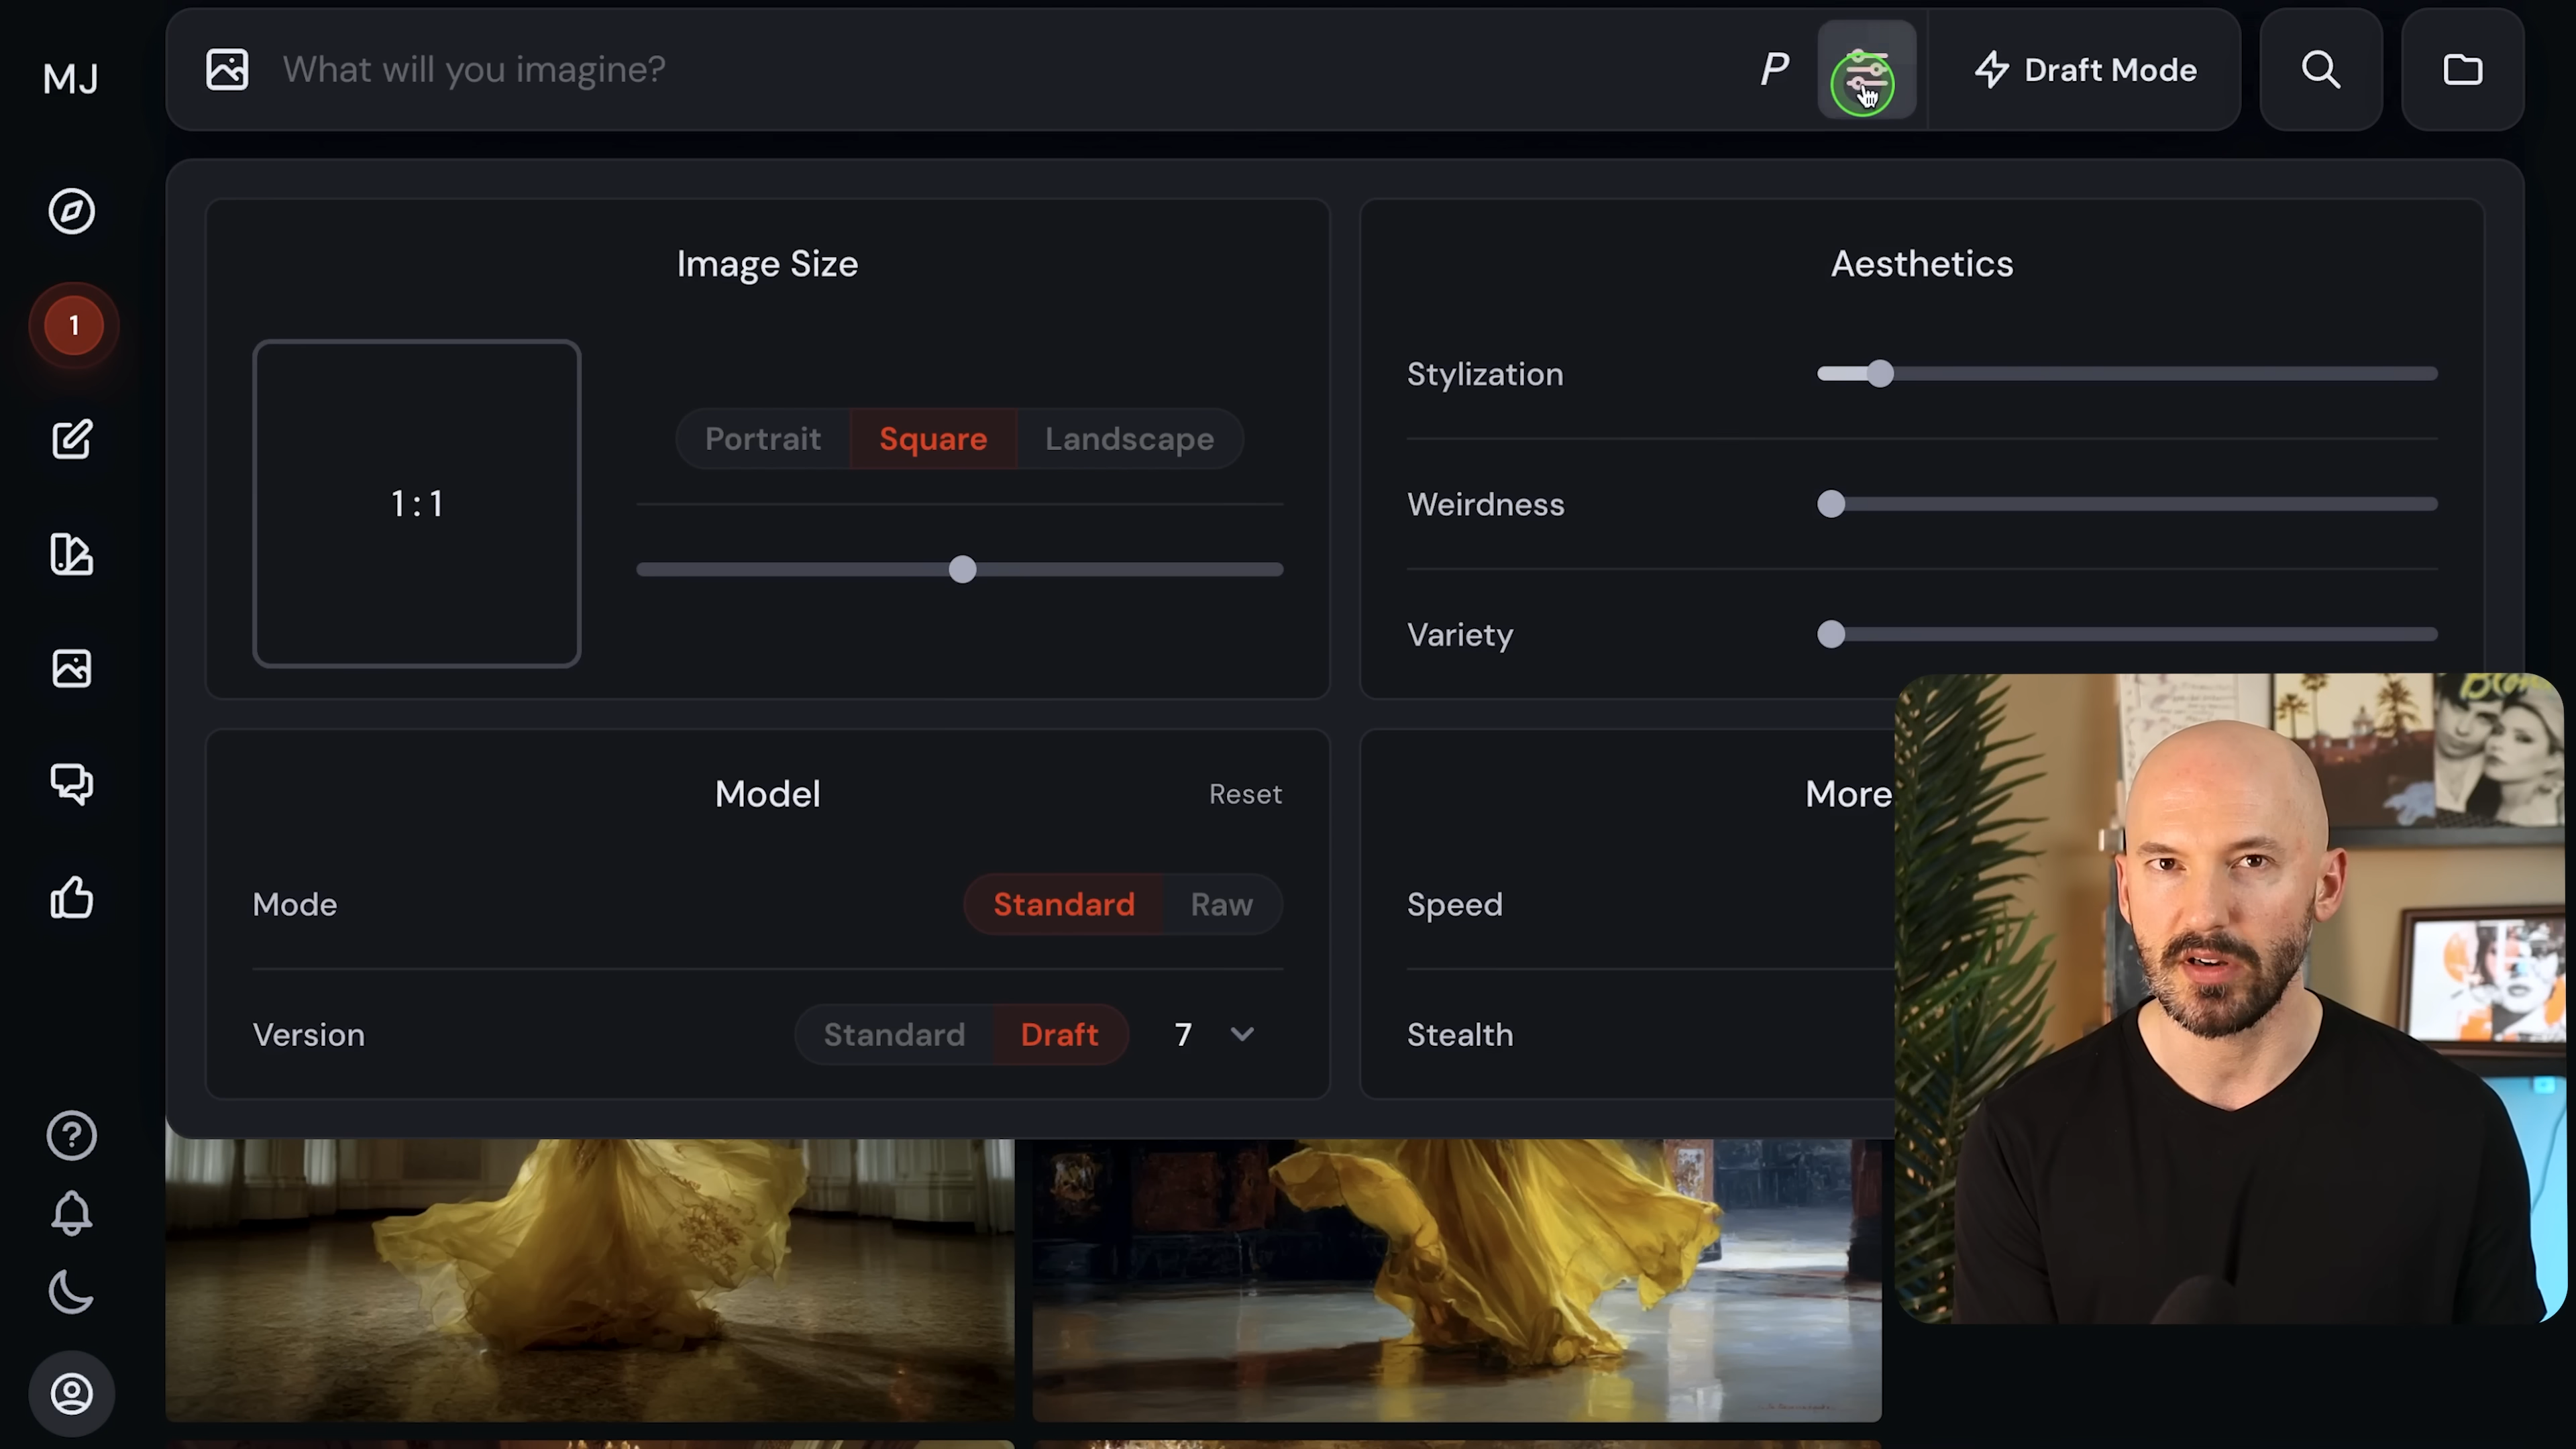 MJ
What will you imagine?
P
Draft Mode
1
Image Size
1 : 1
Portrait
Square
Landscape
Aesthetics
Stylization
Weirdness
Variety
Model
Reset
Mode
Standard
Raw
Version
Standard
Draft
7
More
Speed
Stealth